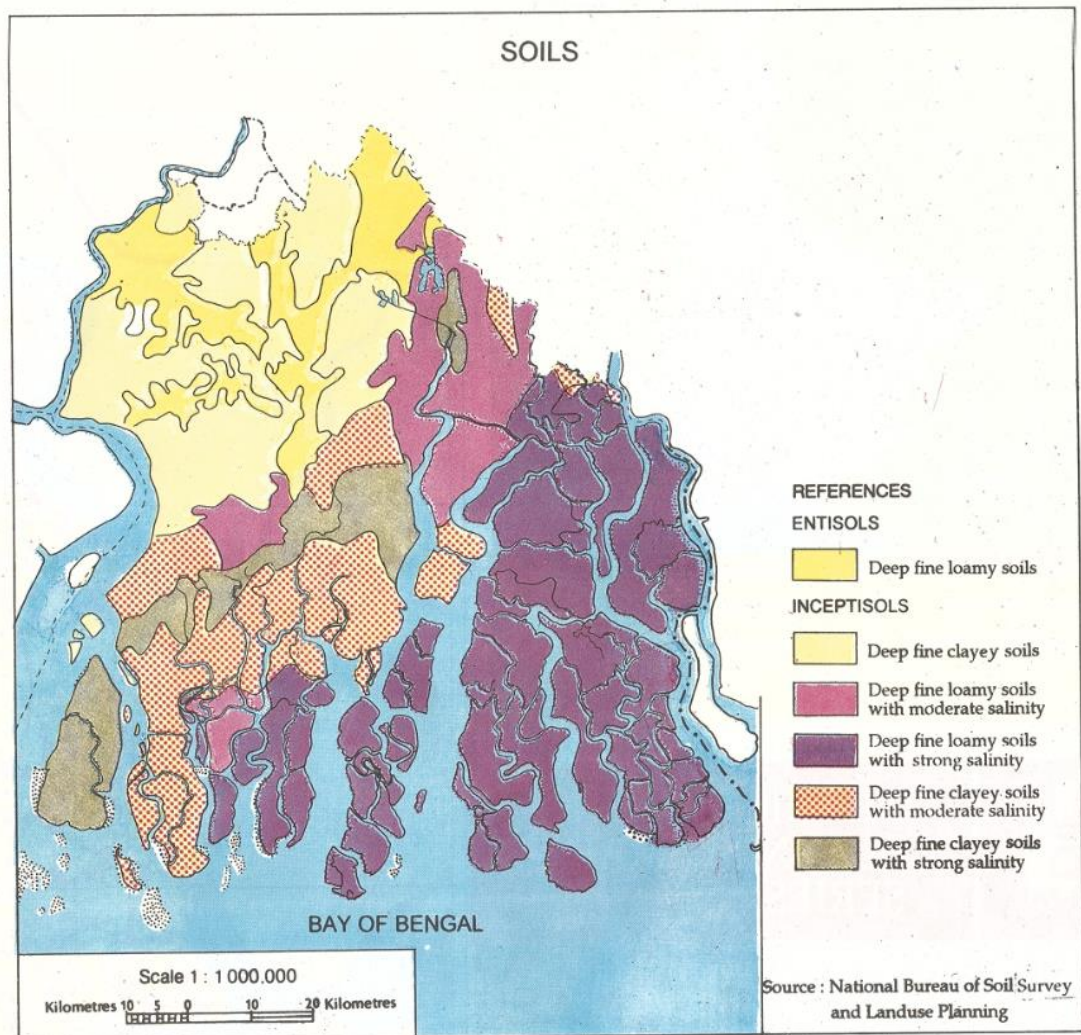 SOILS
REFERENCES
ENTISOLS
Deep fine loamy soils
INCEPTISOLS
Deep fine clayey soils
Deep fine loamy soils
with moderate salinity
Deep fine loamy soils
with strong salinity
Deep fine clayey soils
with moderate salinity
Deep fine clayey soils
with strong salinity
BAY OF BENGAL
Scale 1 : 1 000,000
Kilometres 10 5 0 10 20 Kilometres
Source : National Bureau of Soil Survey
and Landuse Planning